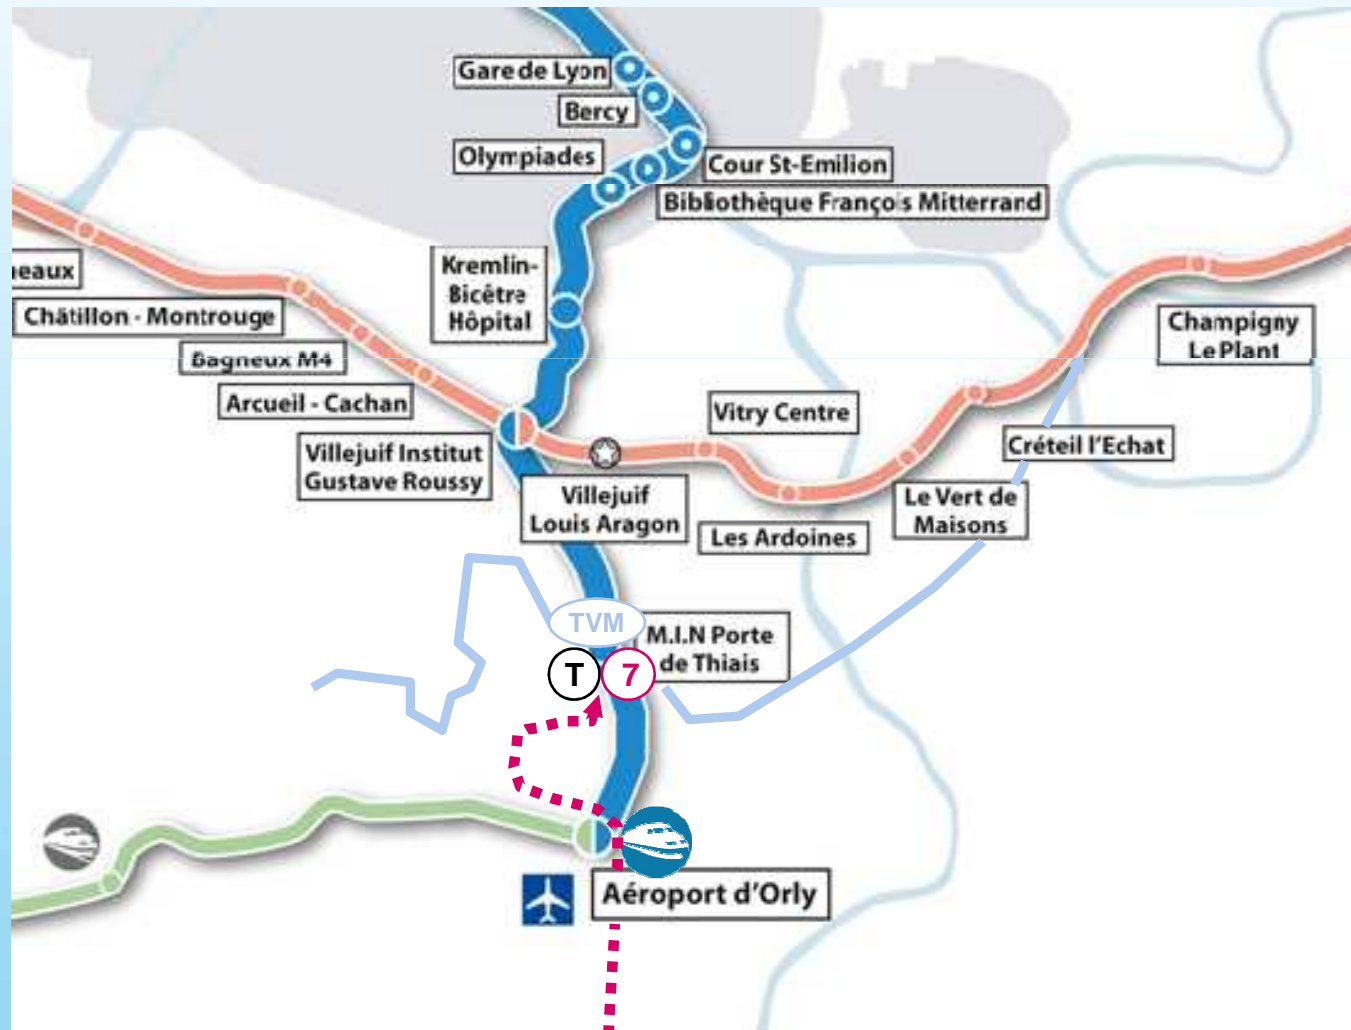 Gare de Lyon
Bercy
Olympiades
Cour St-Emilion
Bibliothèque François Mitterrand
Kremlin-
Bicêtre
Hôpital
eaux
Châtillon - Montrouge
Bagneux M4
Arcueil - Cachan
Villejuif Institut
Gustave Roussy
Villejuif
Louis Aragon
Vitry Centre
Les Ardoines
Le Vert de
Maisons
Créteil l'Echat
Champigny
Le Plant
TVM
M.I.N Porte
de Thiais
T
7
Aéroport d'Orly